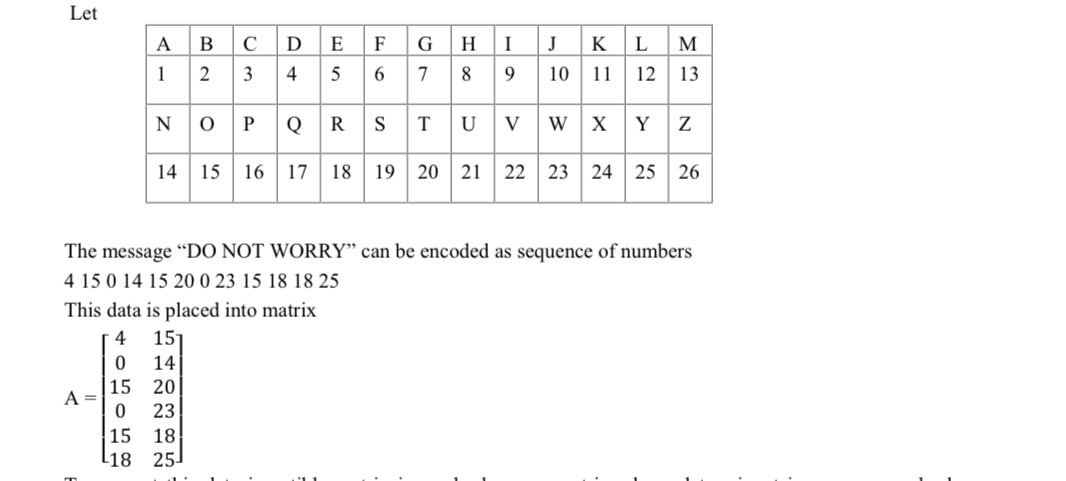 Let
A B C D E F G H I J K L M
1 2 3 4 5 6 7 8 9 10 11 12 13
N O P Q R S T U V W X Y Z
14 15 16 17 18 19 20 21 22 23 24 25 26
The message “DO NOT WORRY” can be encoded as sequence of numbers
4 15 0 14 15 20 0 23 15 18 18 25
This data is placed into matrix
4 15
0 14
15 20
A = 0 23
15 18
18 25